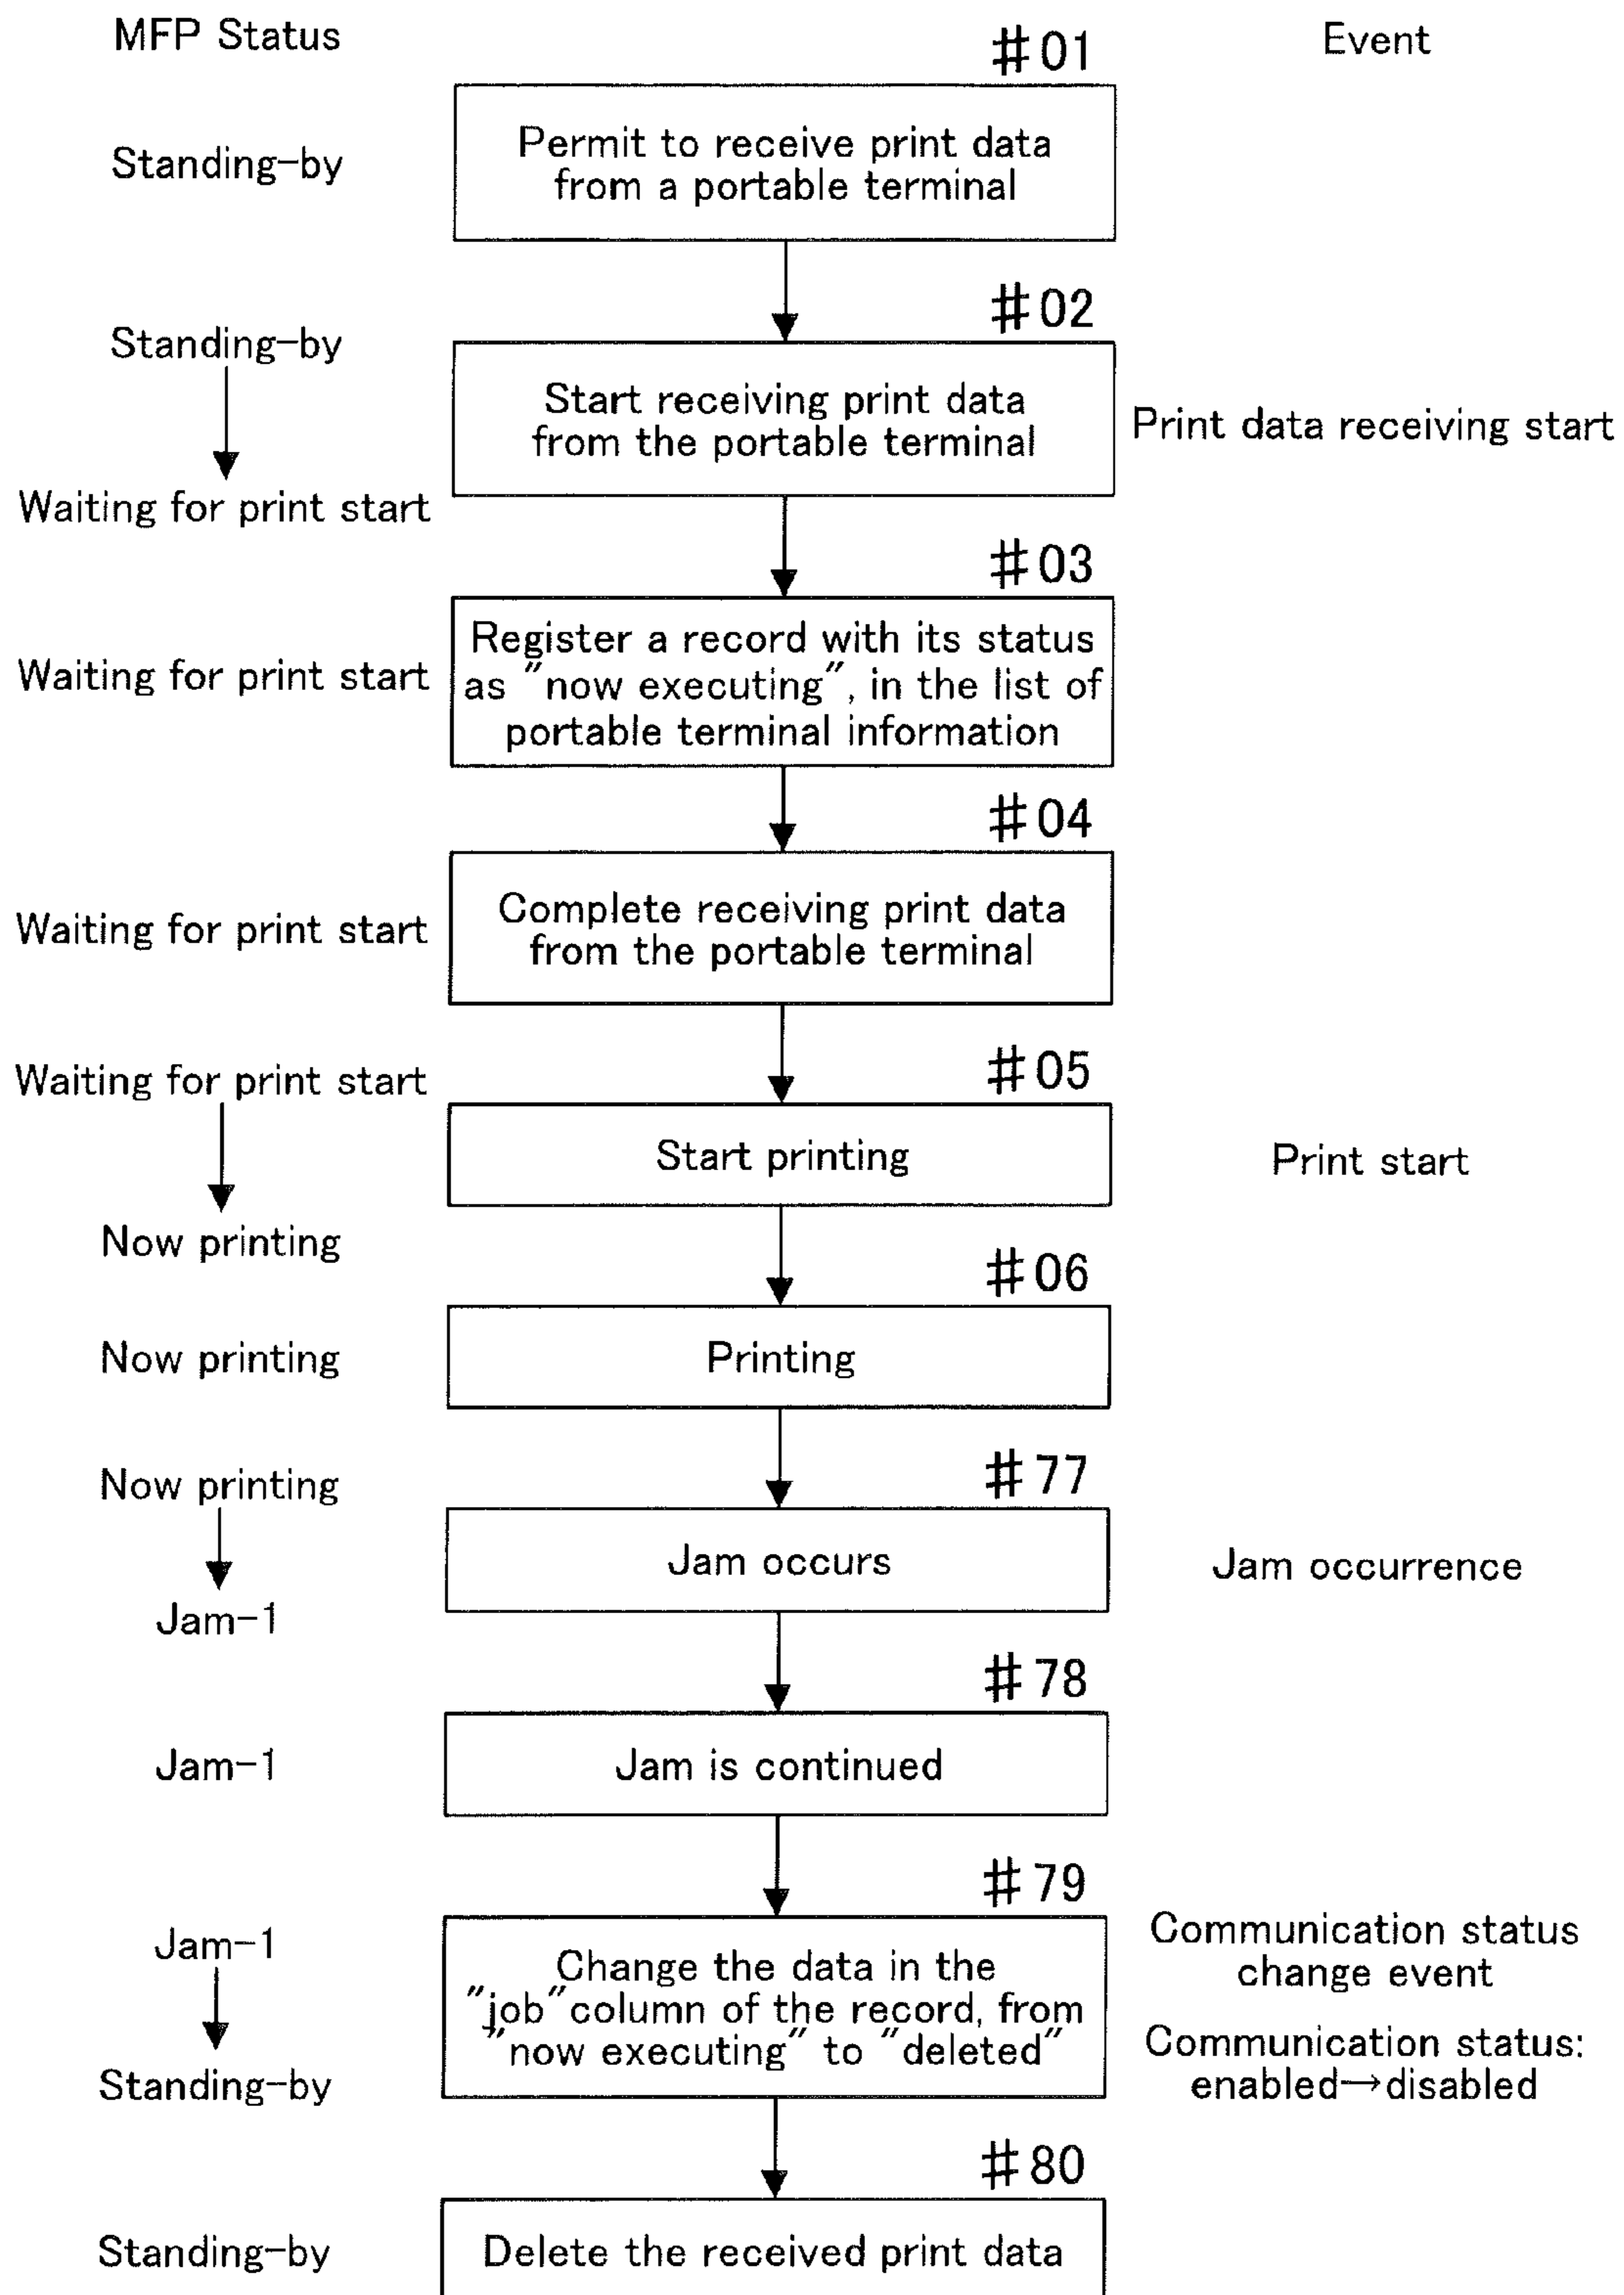 MFP Status
Event
#01
Standing-by
Permit to receive print data
from a portable terminal
#02
Standing-by
Waiting for print start
Start receiving print data
from the portable terminal
Print data receiving start
#03
Waiting for print start
Register a record with its status
as "now executing", in the list of
portable terminal information
#04
Waiting for print start
Complete receiving print data
from the portable terminal
#05
Waiting for print start
Now printing
Start printing
Print start
#06
Now printing
Printing
#77
Now printing
Jam-1
Jam occurs
Jam occurrence
#78
Jam-1
Jam is continued
#79
Jam-1
Standing-by
Change the data in the
"job"column of the record, from
"now executing" to "deleted"
Communication status
change event
Communication status:
enabled→disabled
#80
Standing-by
Delete the received print data